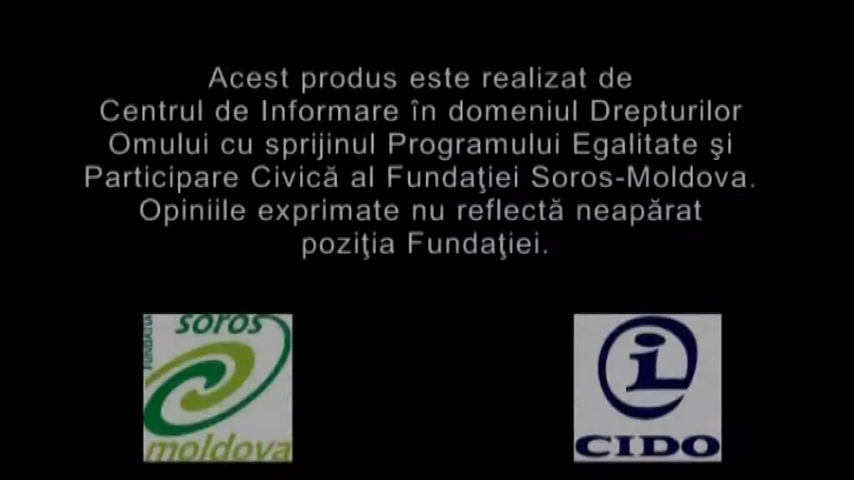 Acest produs este realizat de
Centrul de Informare în domeniul Drepturilor
Omului cu sprijinul Programului Egalitate şi
Participare Civică al Fundaţiei Soros-Moldova.
Opiniile exprimate nu reflectă neapărat
poziţia Fundaţiei.
FUNDAŢIA
soros
moldova
i
CIDO